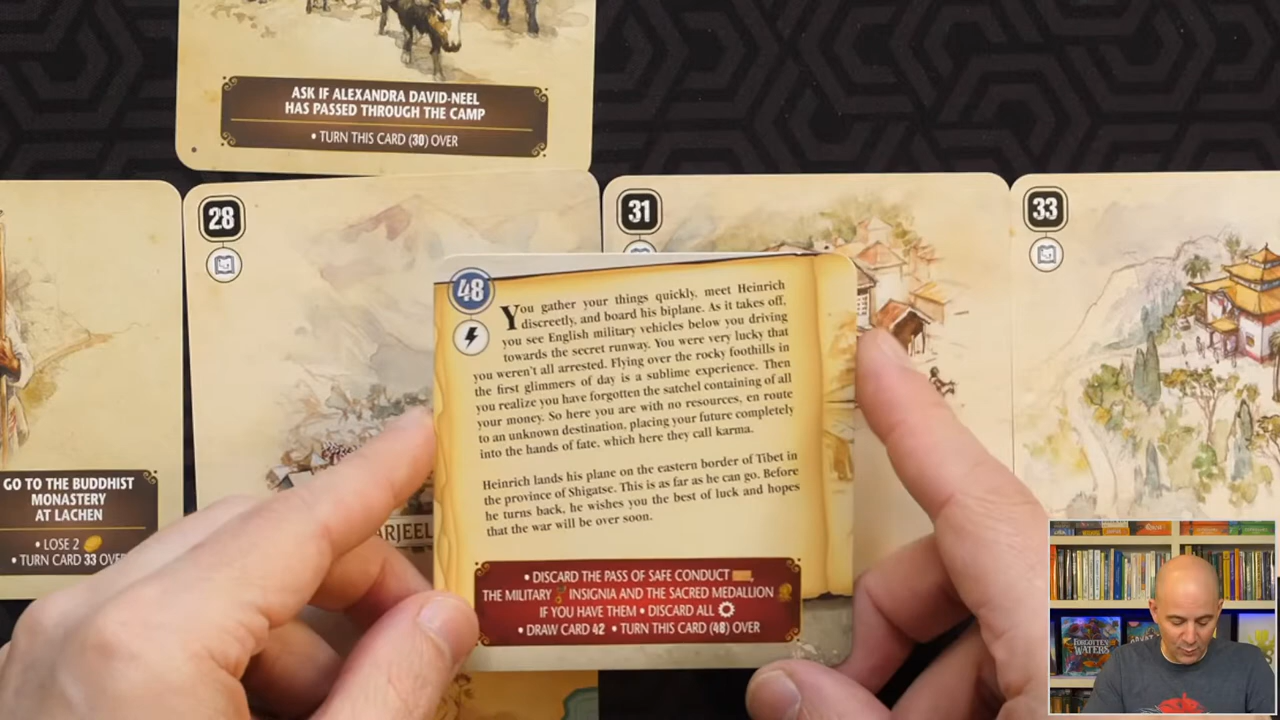 ASK IF ALEXANDRA DAVID-NEEL
HAS PASSED THROUGH THE CAMP
• TURN THIS CARD (30) OVER
28
31
33
GO TO THE BUDDHIST
MONASTERY
AT LACHEN
• LOSE 2
• TURN CARD 33 OVER
ARJEEL
48
You gather your things quickly, meet Heinrich
discreetly, and board his biplane. As it takes off,
you see English military vehicles below you driving
towards the secret runway. You were very lucky that
you weren't all arrested. Flying over the rocky foothills in
the first glimmers of day is a sublime experience. Then
you realize you have forgotten the satchel containing of all
your money. So here you are with no resources, en route
to an unknown destination, placing your future completely
into the hands of fate, which here they call karma.
Heinrich lands his plane on the eastern border of Tibet in
the province of Shigatse. This is as far as he can go. Before
he turns back, he wishes you the best of luck and hopes
that the war will be over soon.
• DISCARD THE PASS OF SAFE CONDUCT ,
THE MILITARY INSIGNIA AND THE SACRED MEDALLION
IF YOU HAVE THEM • DISCARD ALL
• DRAW CARD 42 • TURN THIS CARD (48) OVER
FORGOTTEN
WATERS